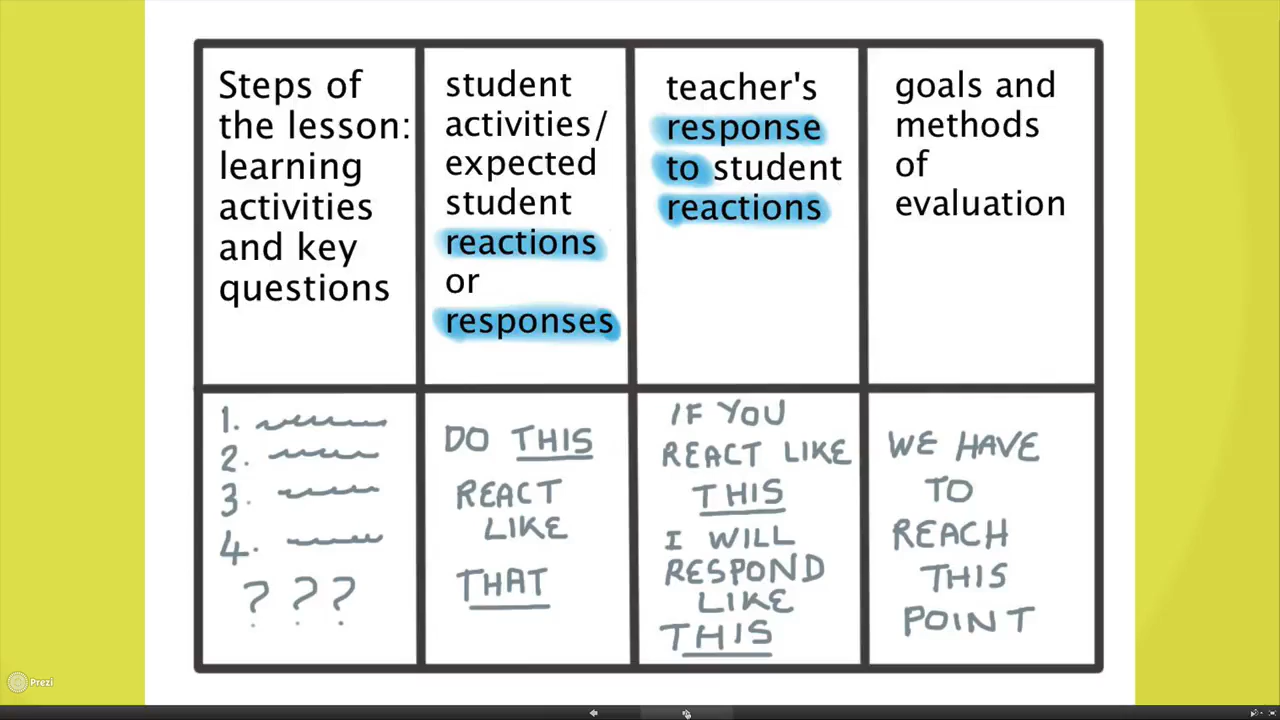 Steps of
the lesson:
learning
activities
and key
questions
student
activities/
expected
student
reactions
or
responses
teacher's
response
to student
reactions
goals and
methods
of
evaluation
1.
2.
3.
4.
? ? ?
DO THIS
REACT
LIKE
THAT
IF YOU
REACT LIKE
THIS
I WILL
RESPOND
LIKE
THIS
WE HAVE
TO
REACH
THIS
POINT
Prezi